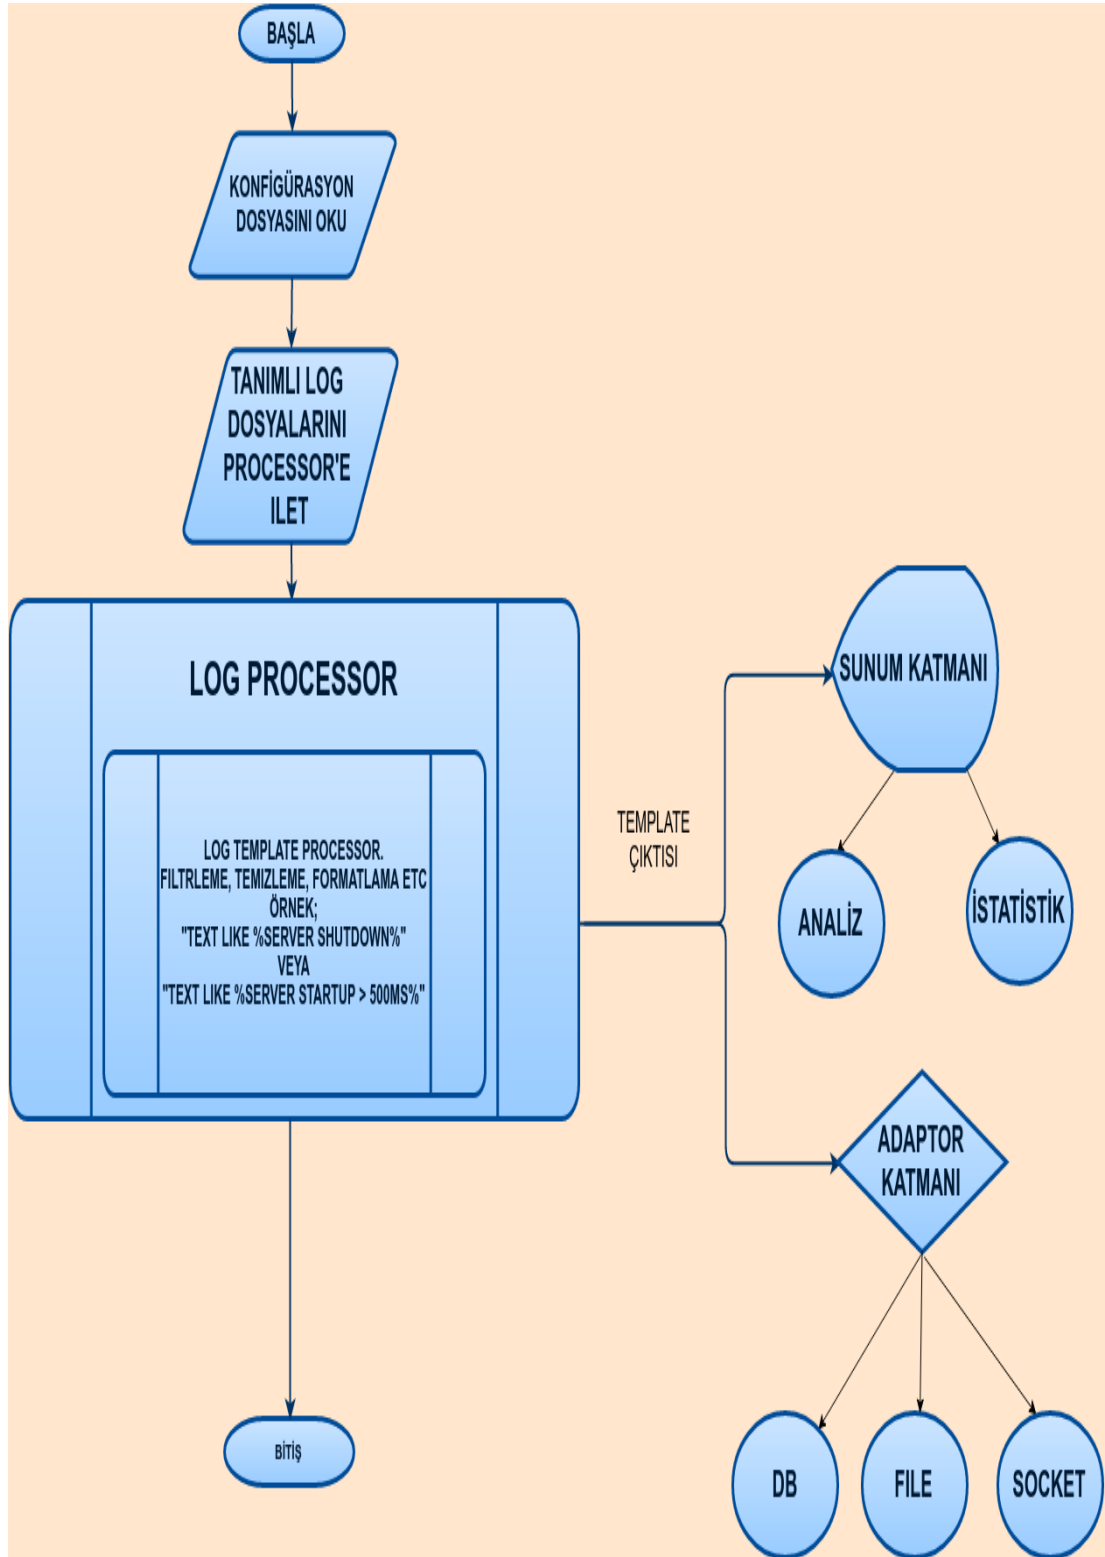 BAŞLA
KONFİGÜRASYON
DOSYASINI OKU
TANIMLI LOG
DOSYALARINI
PROCESSOR'E
ILET
LOG PROCESSOR
LOG TEMPLATE PROCESSOR.
FILTRLEME, TEMIZLEME, FORMATLAMA ETC
ÖRNEK;
"TEXT LIKE %SERVER SHUTDOWN%"
VEYA
"TEXT LIKE %SERVER STARTUP > 500MS%"
TEMPLATE
ÇIKTISI
SUNUM KATMANI
ANALİZ
İSTATİSTİK
ADAPTOR
KATMANI
DB
FILE
SOCKET
BİTİŞ